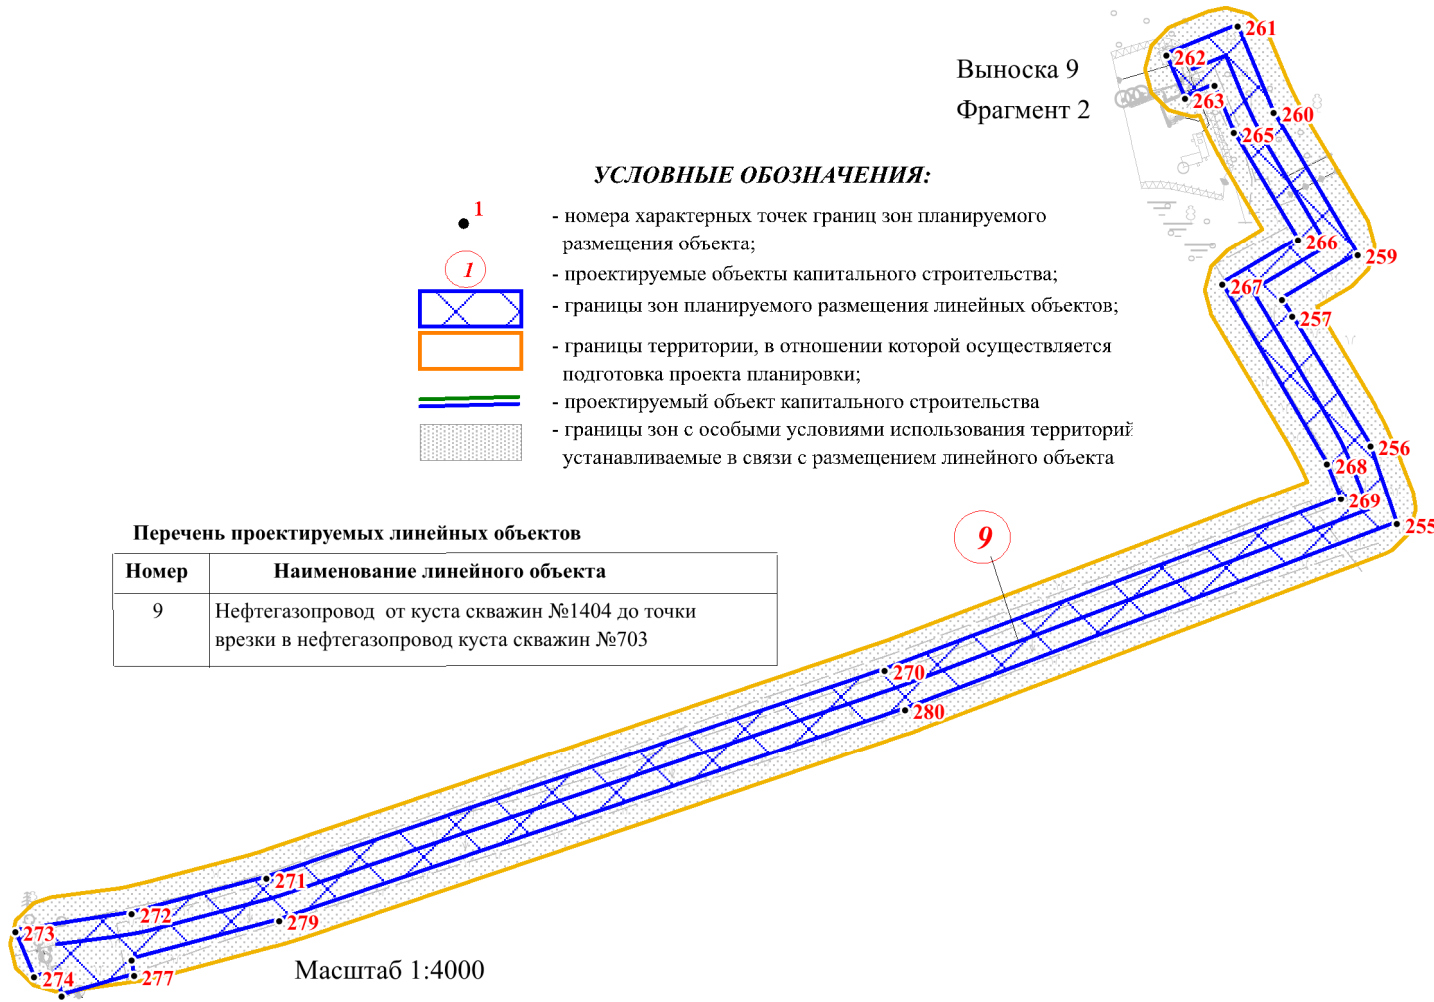 Выноска 9
Фрагмент 2
УСЛОВНЫЕ ОБОЗНАЧЕНИЯ:
1
- номера характерных точек границ зон планируемого
размещения объекта;
1
- проектируемые объекты капитального строительства;
- границы зон планируемого размещения линейных объектов;
- границы территории, в отношении которой осуществляется
подготовка проекта планировки;
- проектируемый объект капитального строительства
- границы зон с особыми условиями использования территорий
устанавливаемые в связи с размещением линейного объекта
Перечень проектируемых линейных объектов
Номер Наименование линейного объекта
9 Нефтегазопровод от куста скважин №1404 до точки
врезки в нефтегазопровод куста скважин №703
261
262
263
260
265
266
259
267
257
256
268
269
255
9
270
280
271
279
272
273
274
277
Масштаб 1:4000